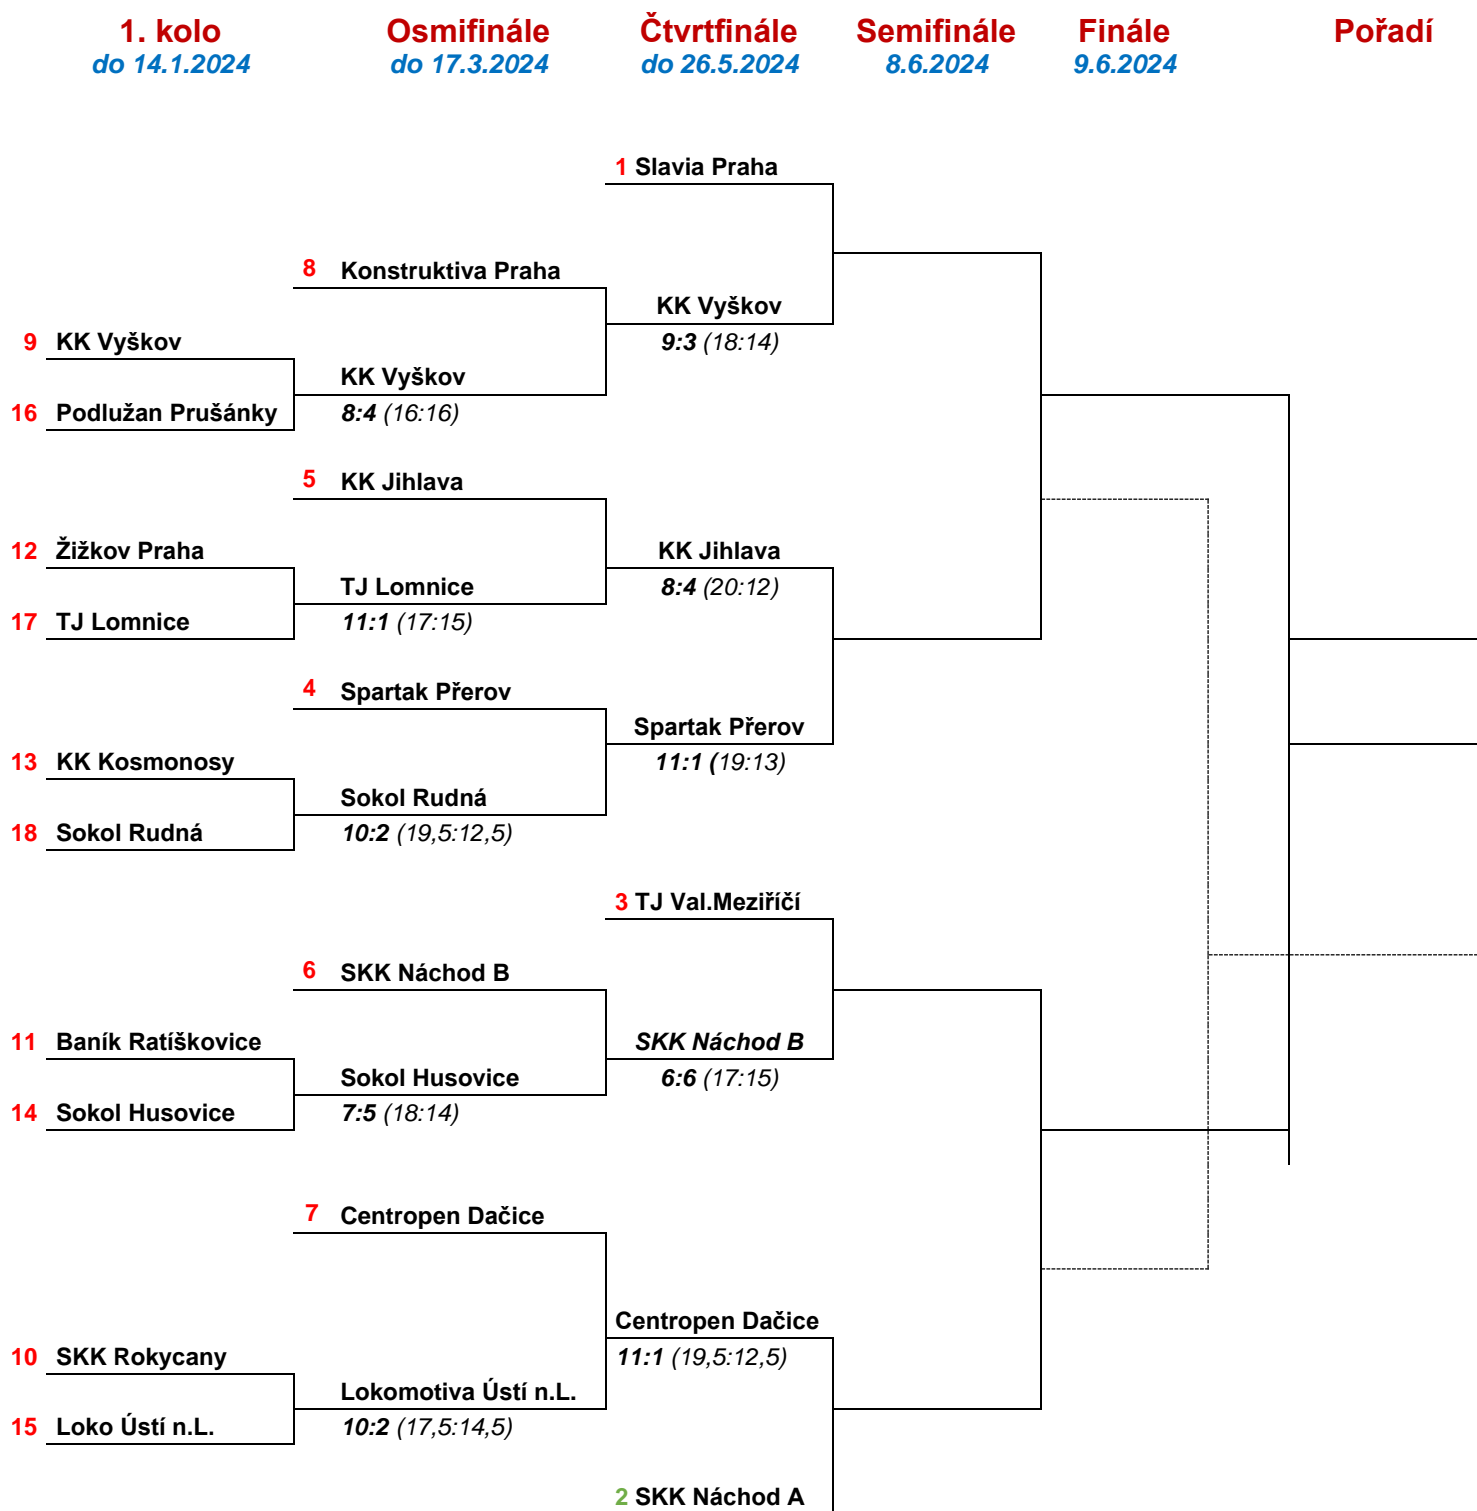 1. kolo Osmifinále Čtvrtfinále Semifinále Finále Pořadí
do 14.1.2024 do 17.3.2024 do 26.5.2024 8.6.2024 9.6.2024
1 Slavia Praha
8 Konstruktiva Praha
KK Vyškov
9 KK Vyškov 9:3 (18:14)
KK Vyškov
16 Podlužan Prušánky 8:4 (16:16)
5 KK Jihlava
12 Žižkov Praha KK Jihlava
TJ Lomnice 8:4 (20:12)
17 TJ Lomnice 11:1 (17:15)
4 Spartak Přerov
Spartak Přerov
13 KK Kosmonosy 11:1 (19:13)
Sokol Rudná
18 Sokol Rudná 10:2 (19,5:12,5)
3 TJ Val.Meziříčí
6 SKK Náchod B
11 Baník Ratíškovice SKK Náchod B
Sokol Husovice 6:6 (17:15)
14 Sokol Husovice 7:5 (18:14)
7 Centropen Dačice
Centropen Dačice
10 SKK Rokycany 11:1 (19,5:12,5)
Lokomotiva Ústí n.L.
15 Loko Ústí n.L. 10:2 (17,5:14,5)
2 SKK Náchod A